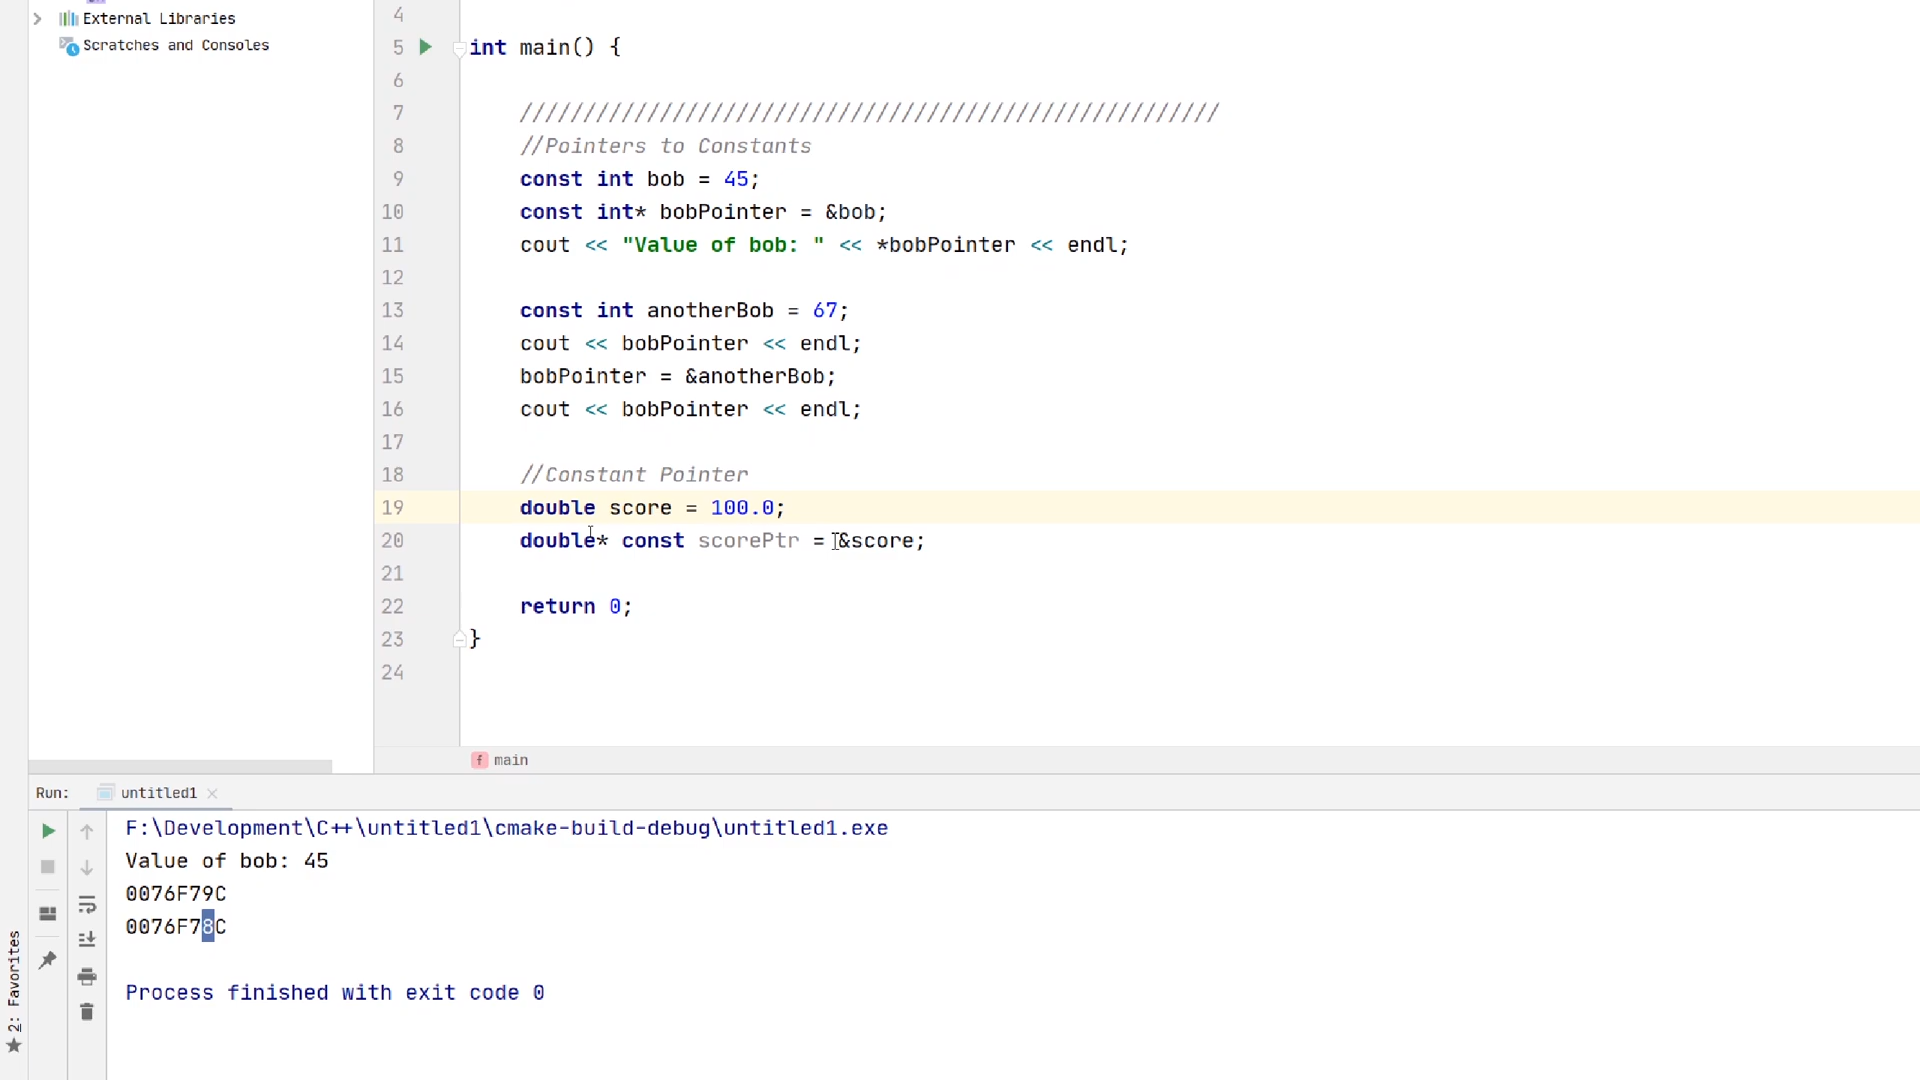 External Libraries
Scratches and Consoles
4
5 int main() {
6
7 ///////////////////////////////////////////////////////
8 //Pointers to Constants
9 const int bob = 45;
10 const int* bobPointer = &bob;
11 cout << "Value of bob: " << *bobPointer << endl;
12
13 const int anotherBob = 67;
14 cout << bobPointer << endl;
15 bobPointer = &anotherBob;
16 cout << bobPointer << endl;
17
18 //Constant Pointer
19 double score = 100.0;
20 double* const scorePtr = &score;
21
22 return 0;
23 }
24
f main
Run: untitled1
F:\Development\C++\untitled1\cmake-build-debug\untitled1.exe
Value of bob: 45
0076F79C
0076F78C
Process finished with exit code 0
2: Favorites